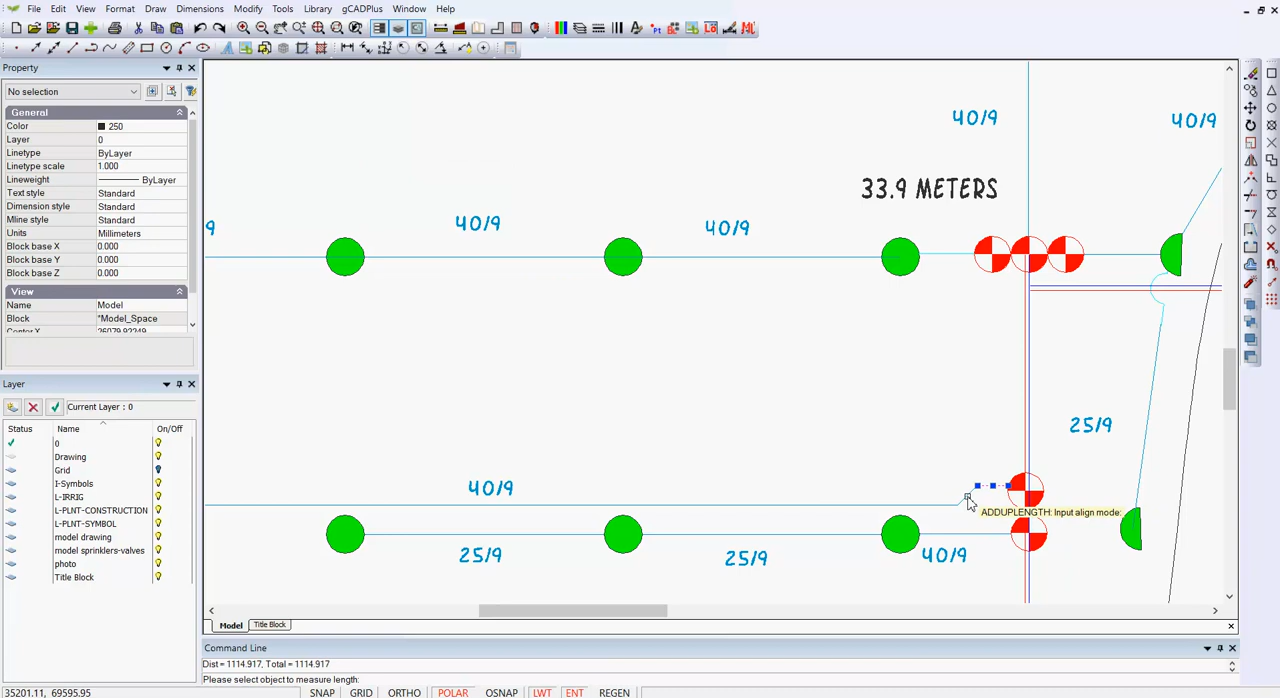 File Edit View Format Draw Dimensions Modify Tools Library gCADPlus Window Help
Property
No selection
General
Color 250
Layer 0
Linetype ByLayer
Linetype scale 1.000
Lineweight ByLayer
Text style Standard
Dimension style Standard
Mline style Standard
Units Millimeters
Block base X 0.000
Block base Y 0.000
Block base Z 0.000
View
Name Model
Block *Model_Space
Center X 26079.92249
Layer
Current Layer : 0
Status Name On/Off
0
Drawing
Grid
I-Symbols
L-IRRIG
L-PLNT-CONSTRUCTION
L-PLNT-SYMBOL
model drawing
model sprinklers-valves
photo
Title Block
40/9 40/9
33.9 METERS
9 40/9 40/9
25/9
40/9
ADDUPLENGTH: Input align mode:
25/9 25/9 40/9
Model Title Block
Command Line
Dist = 1114.917, Total = 1114.917
Please select object to measure length:
35201.11, 69595.95 SNAP GRID ORTHO POLAR OSNAP LWT ENT REGEN